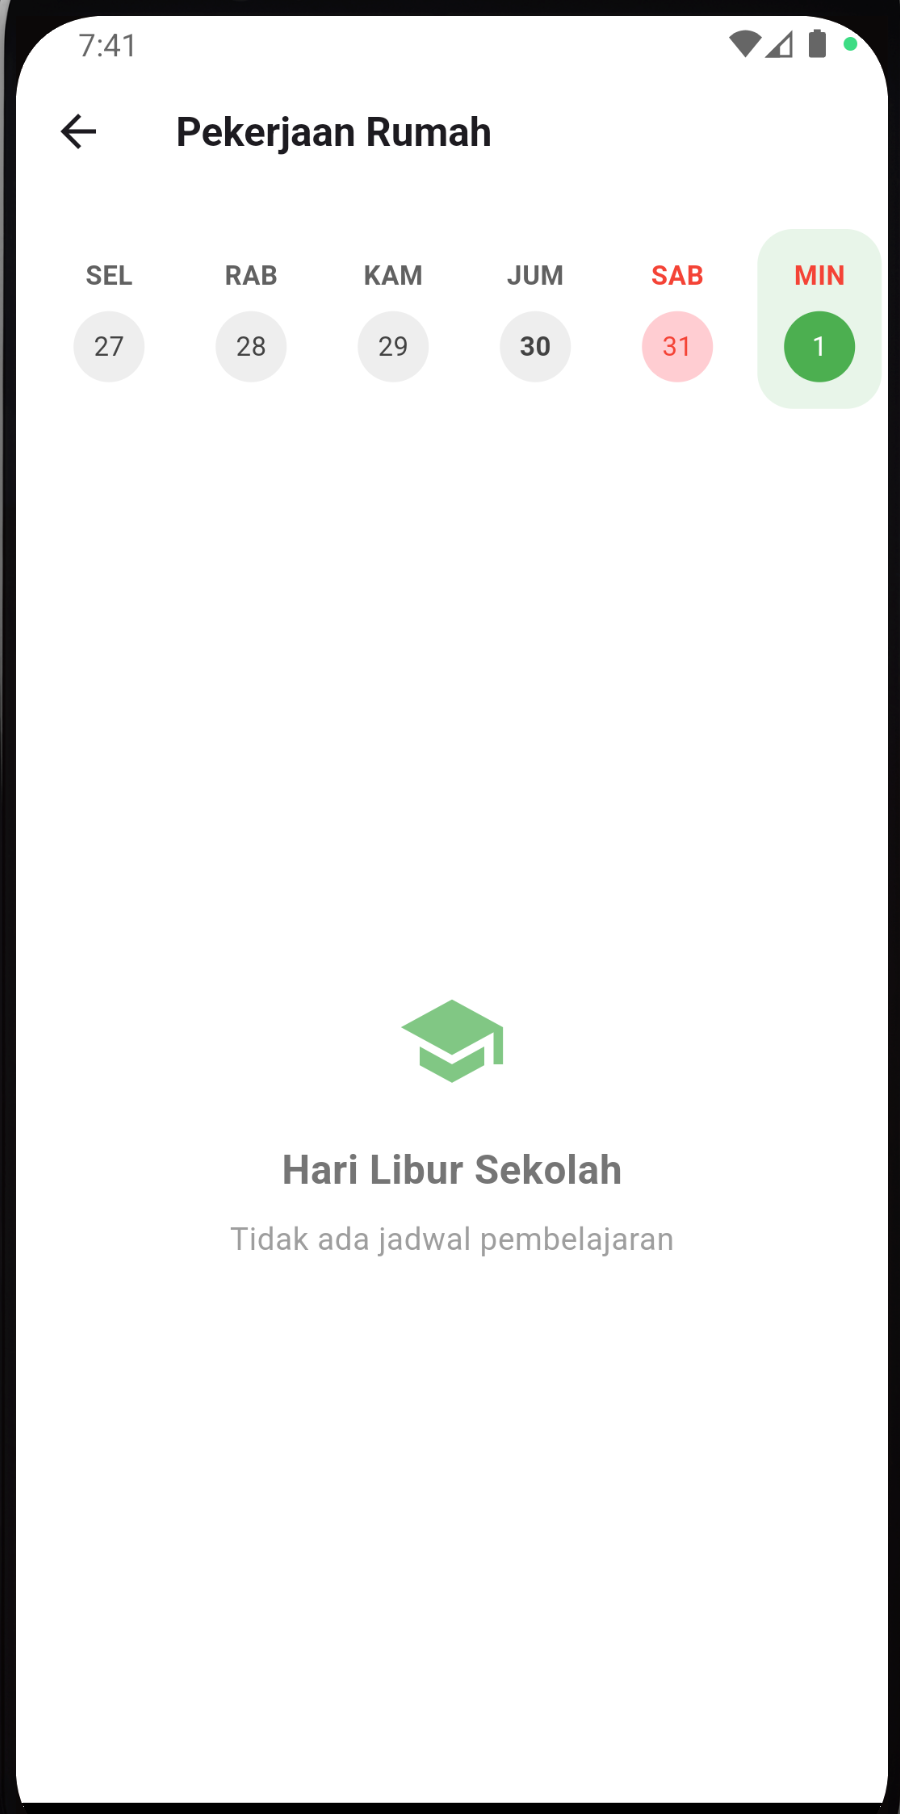 7:41
Pekerjaan Rumah
SEL RAB KAM JUM SAB MIN
27 28 29 30 31 1
Hari Libur Sekolah
Tidak ada jadwal pembelajaran